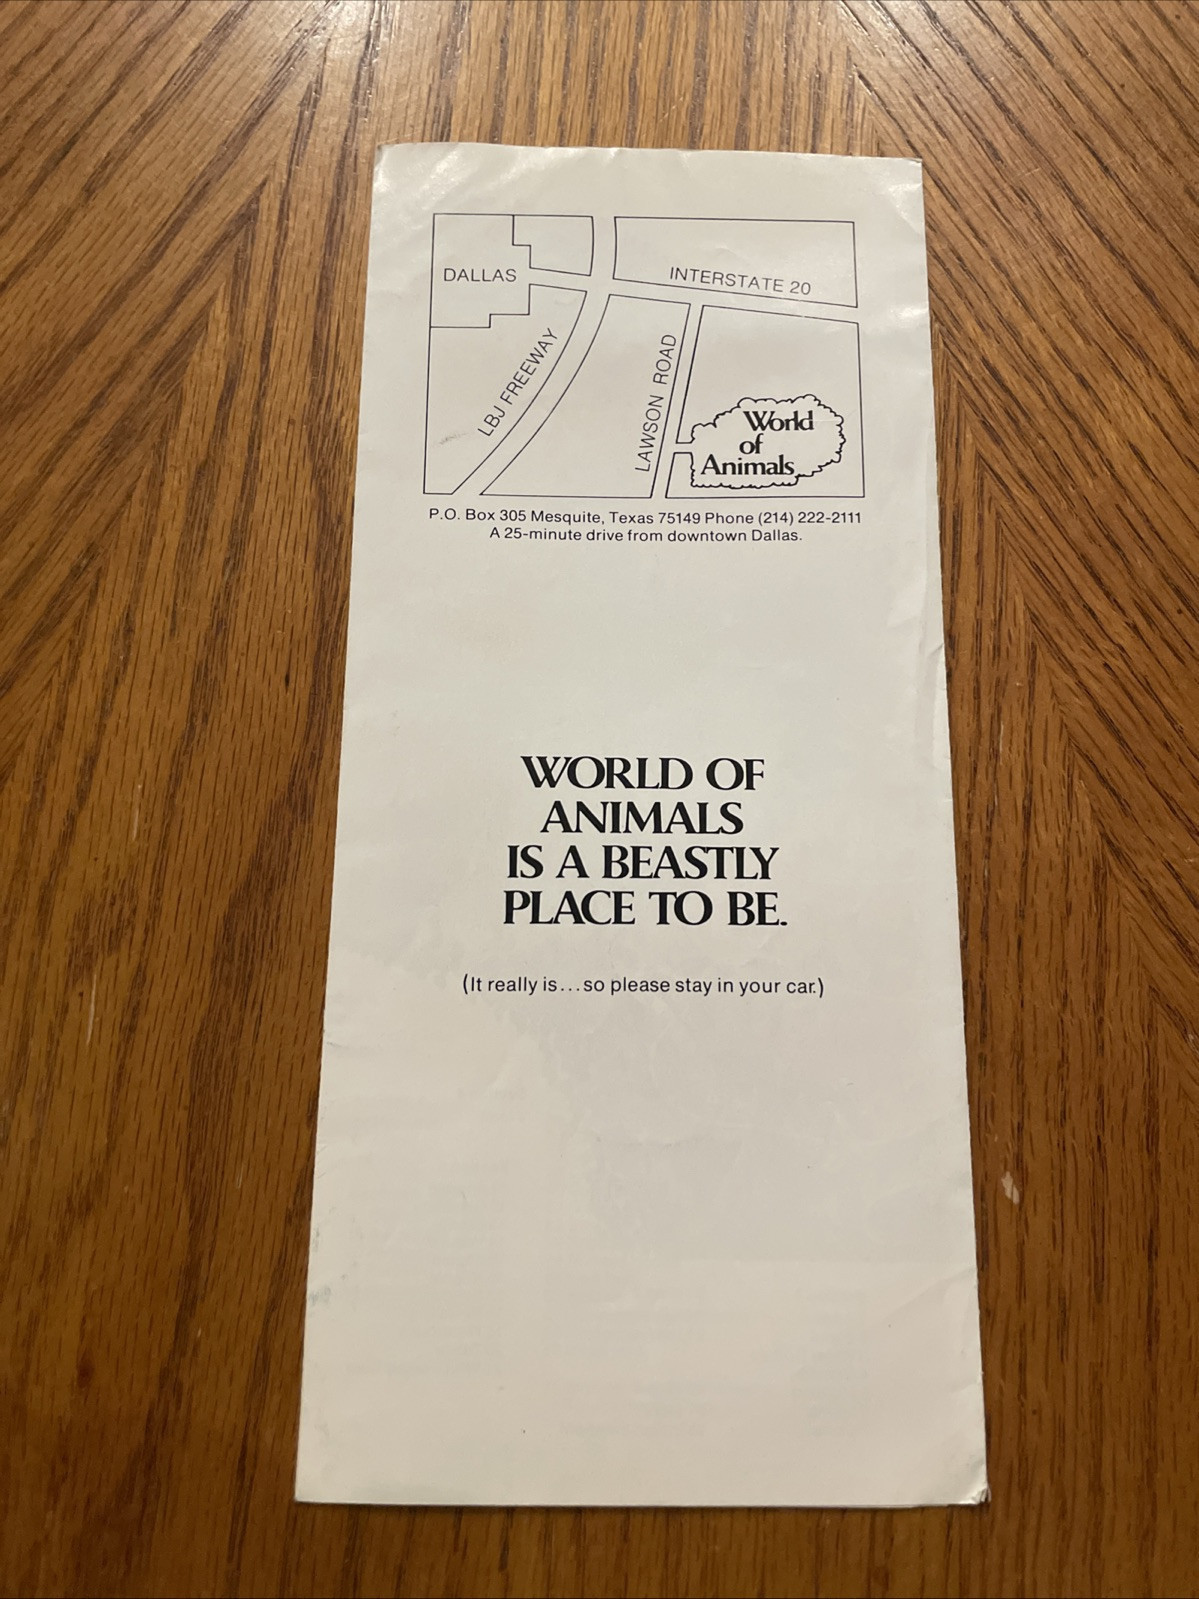 DALLAS
INTERSTATE 20
LBJ FREEWAY
LAWSON ROAD
World
of
Animals
P.O. Box 305 Mesquite, Texas 75149 Phone (214) 222-2111
A 25-minute drive from downtown Dallas.
WORLD OF
ANIMALS
IS A BEASTLY
PLACE TO BE.
(It really is...so please stay in your car.)